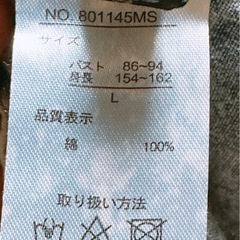 NO. 801145MS
サイズ
バスト 86~94
身長 154~162
L
品質表示
綿 100%
取り扱い方法